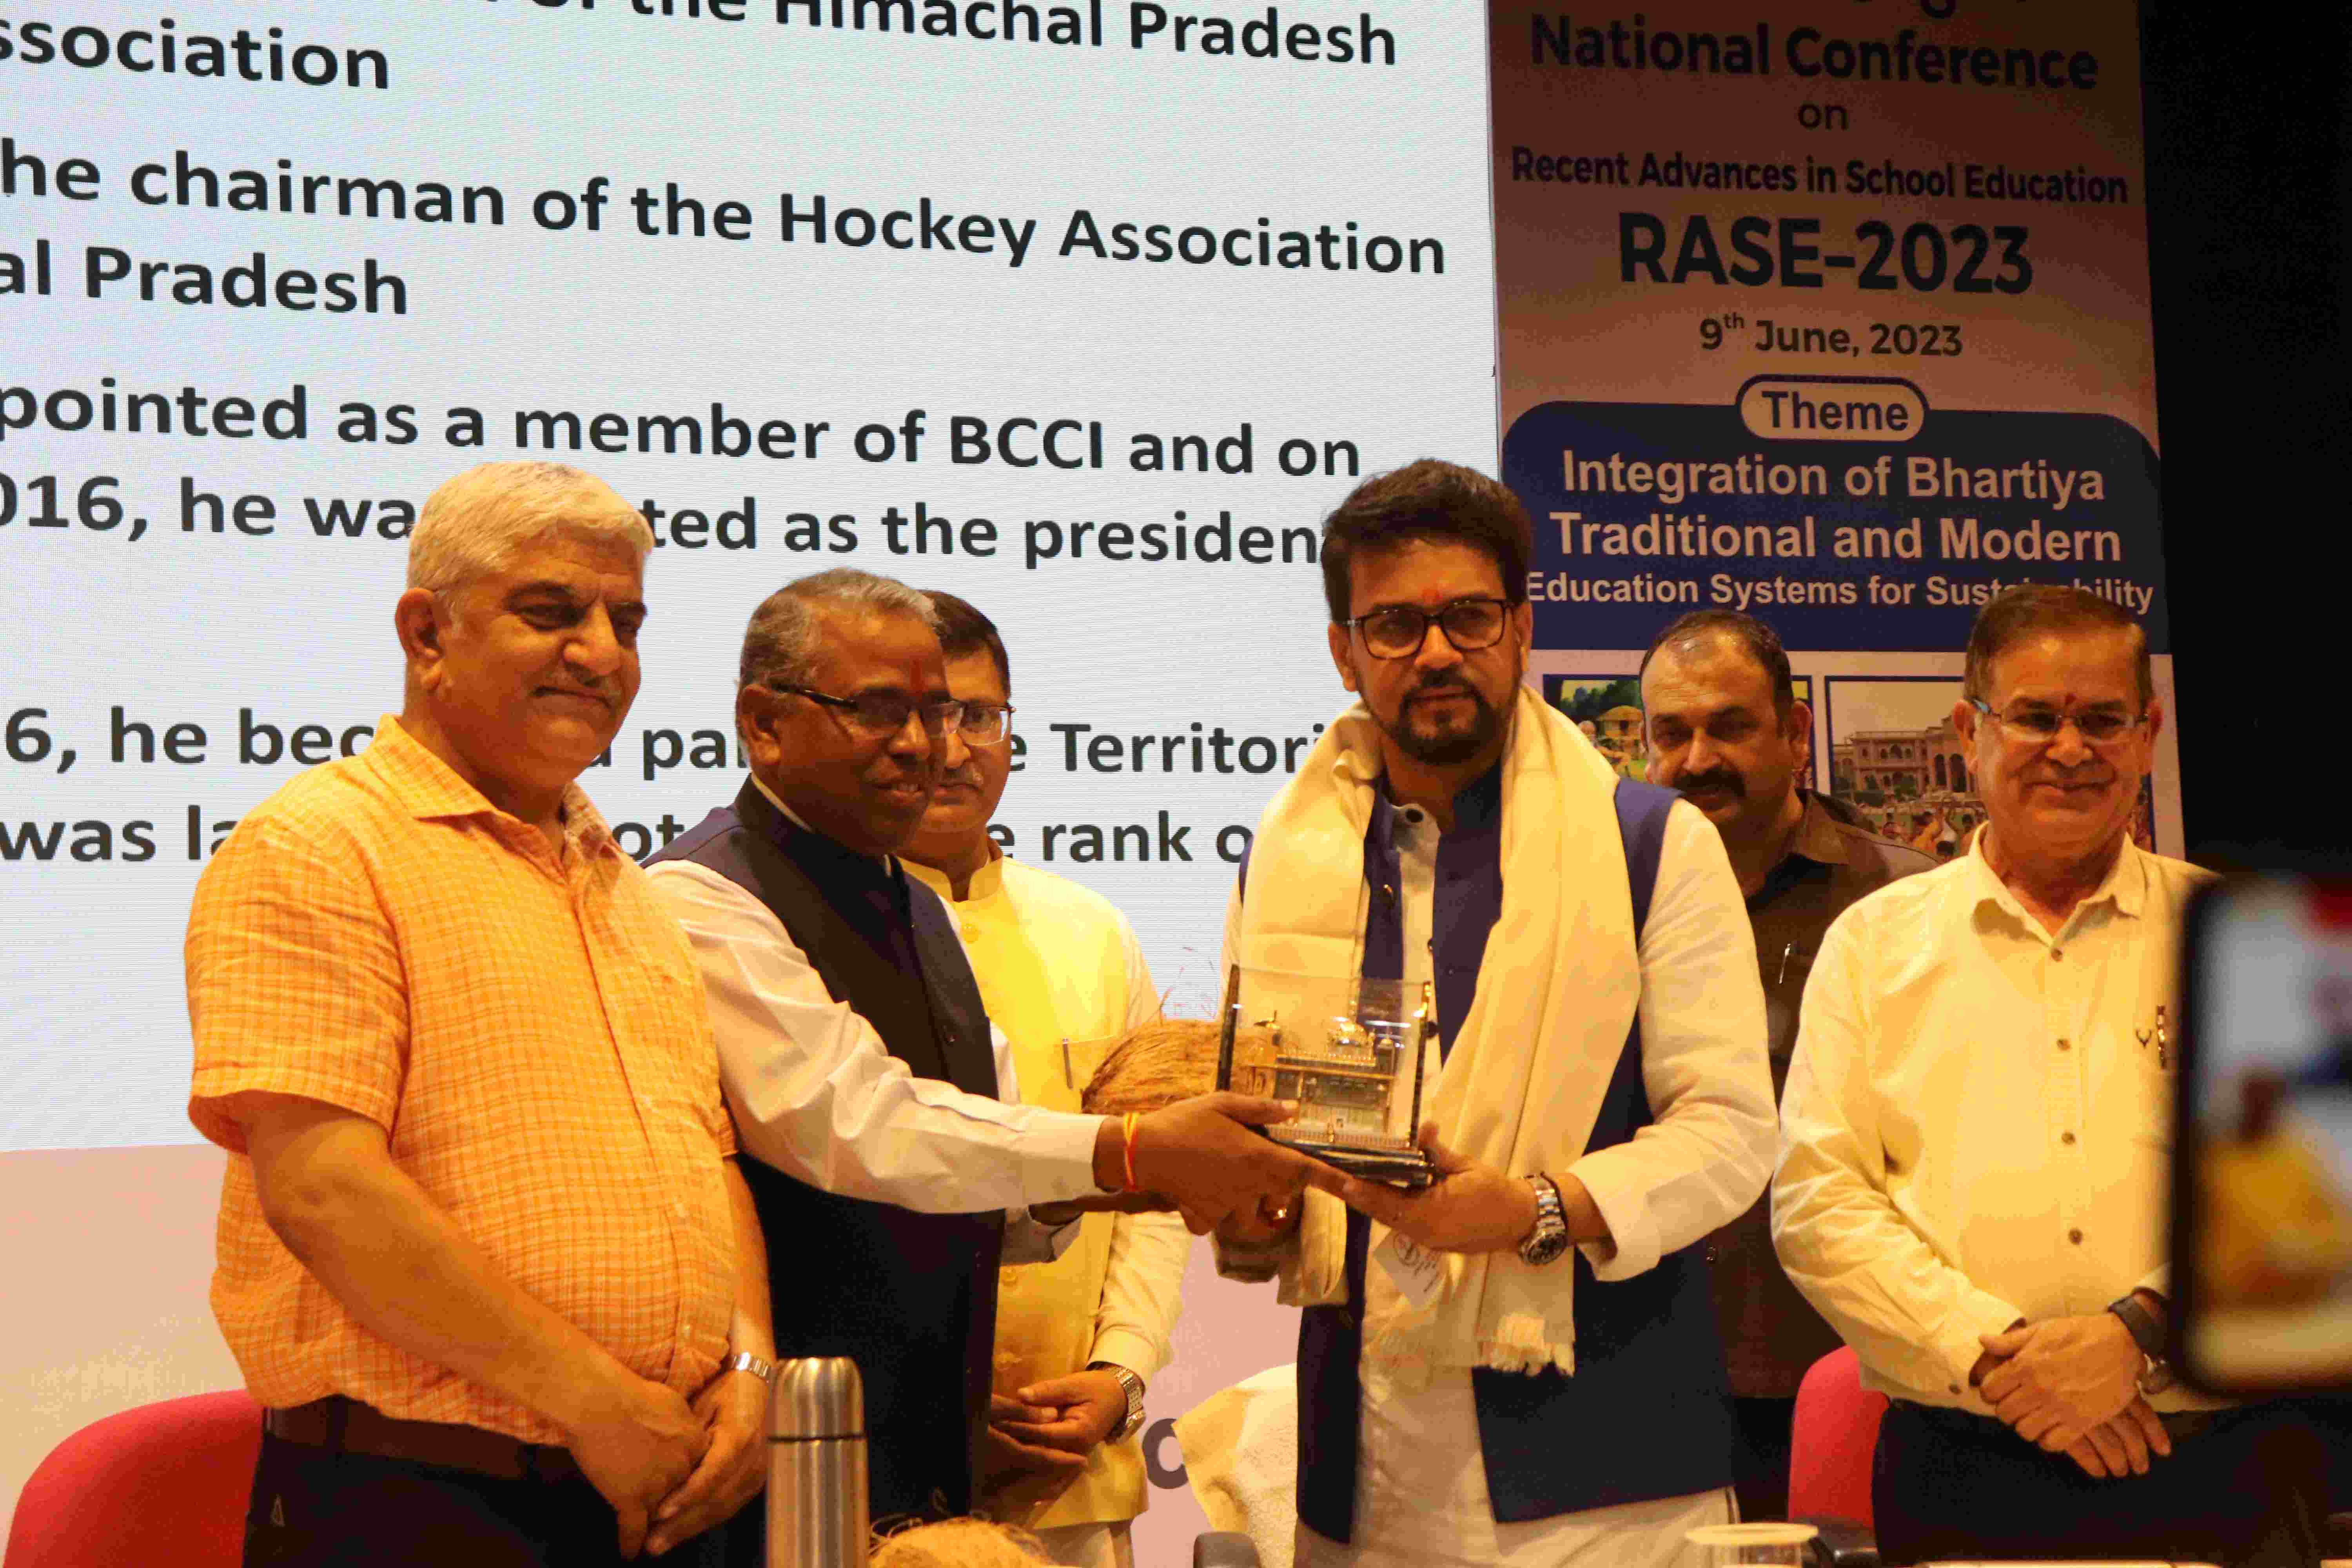 of the Himachal Pradesh
ssociation
he chairman of the Hockey Association
al Pradesh
pointed as a member of BCCI and on
016, he wa ted as the presiden
6, he bec pa Territori
was la ot rank o
National Conference
on
Recent Advances in School Education
RASE-2023
9th June, 2023
Theme
Integration of Bhartiya
Traditional and Modern
Education Systems for Sust bility